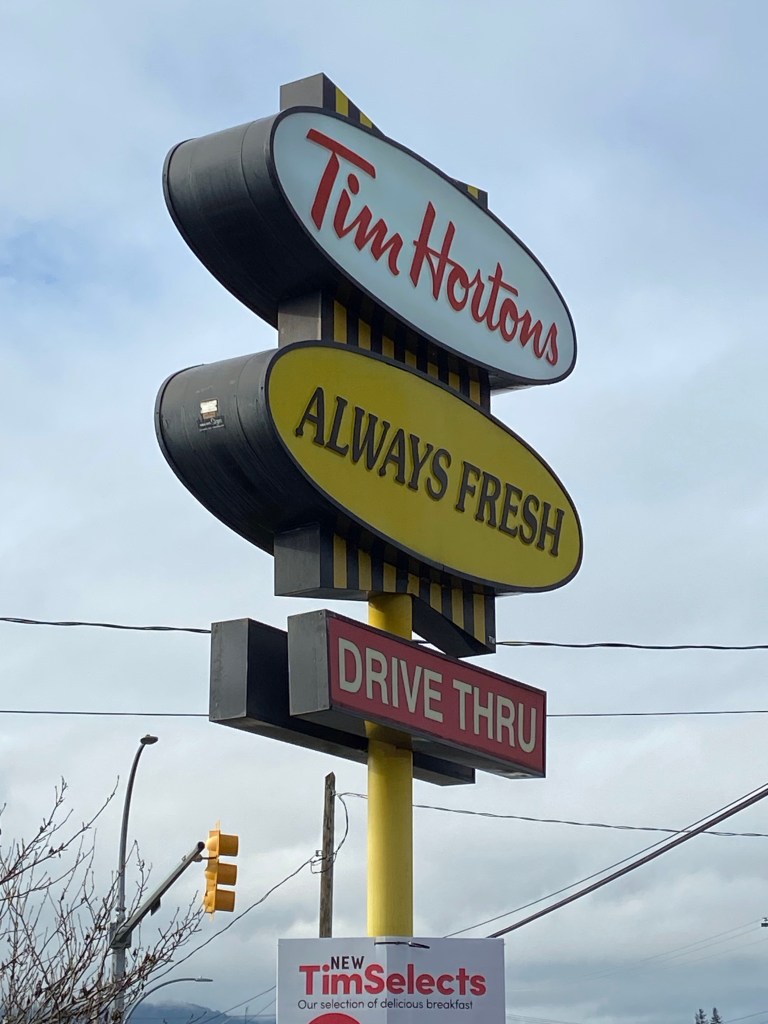 Tim Hortons
ALWAYS FRESH
DRIVE THRU
NEW
TimSelects
Our selection of delicious breakfast